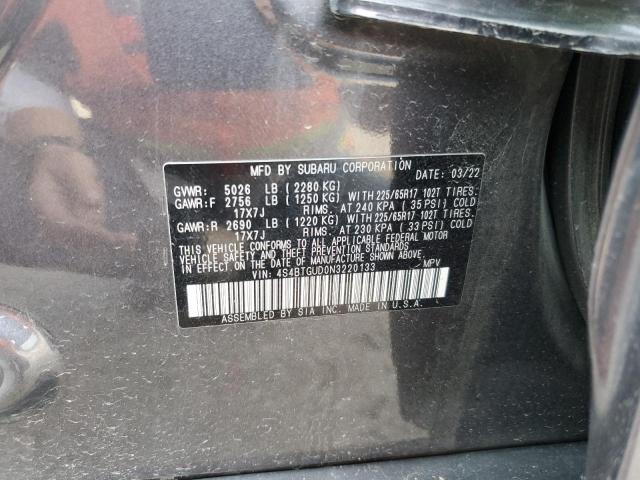 MFD BY SUBARU CORPORATION DATE: 03/22
GVWR: 5026 LB (2280 KG)
GAWR:F 2756 LB (1250 KG) WITH 225/65R17 102T TIRES.
17X7J RIMS. AT 240 KPA (35 PSI) COLD
GAWR:R 2690 LB (1220 KG) WITH 225/65R17 102T TIRES.
17X7J RIMS. AT 230 KPA (33 PSI) COLD
THIS VEHICLE CONFORMS TO ALL APPLICABLE FEDERAL MOTOR
VEHICLE SAFETY AND THEFT PREVENTION STANDARDS
IN EFFECT ON THE DATE OF MANUFACTURE SHOWN ABOVE.
VIN: 4S4BTGUD0N3220133 MPV
ASSEMBLED BY SIA INC. MADE IN U.S.A.